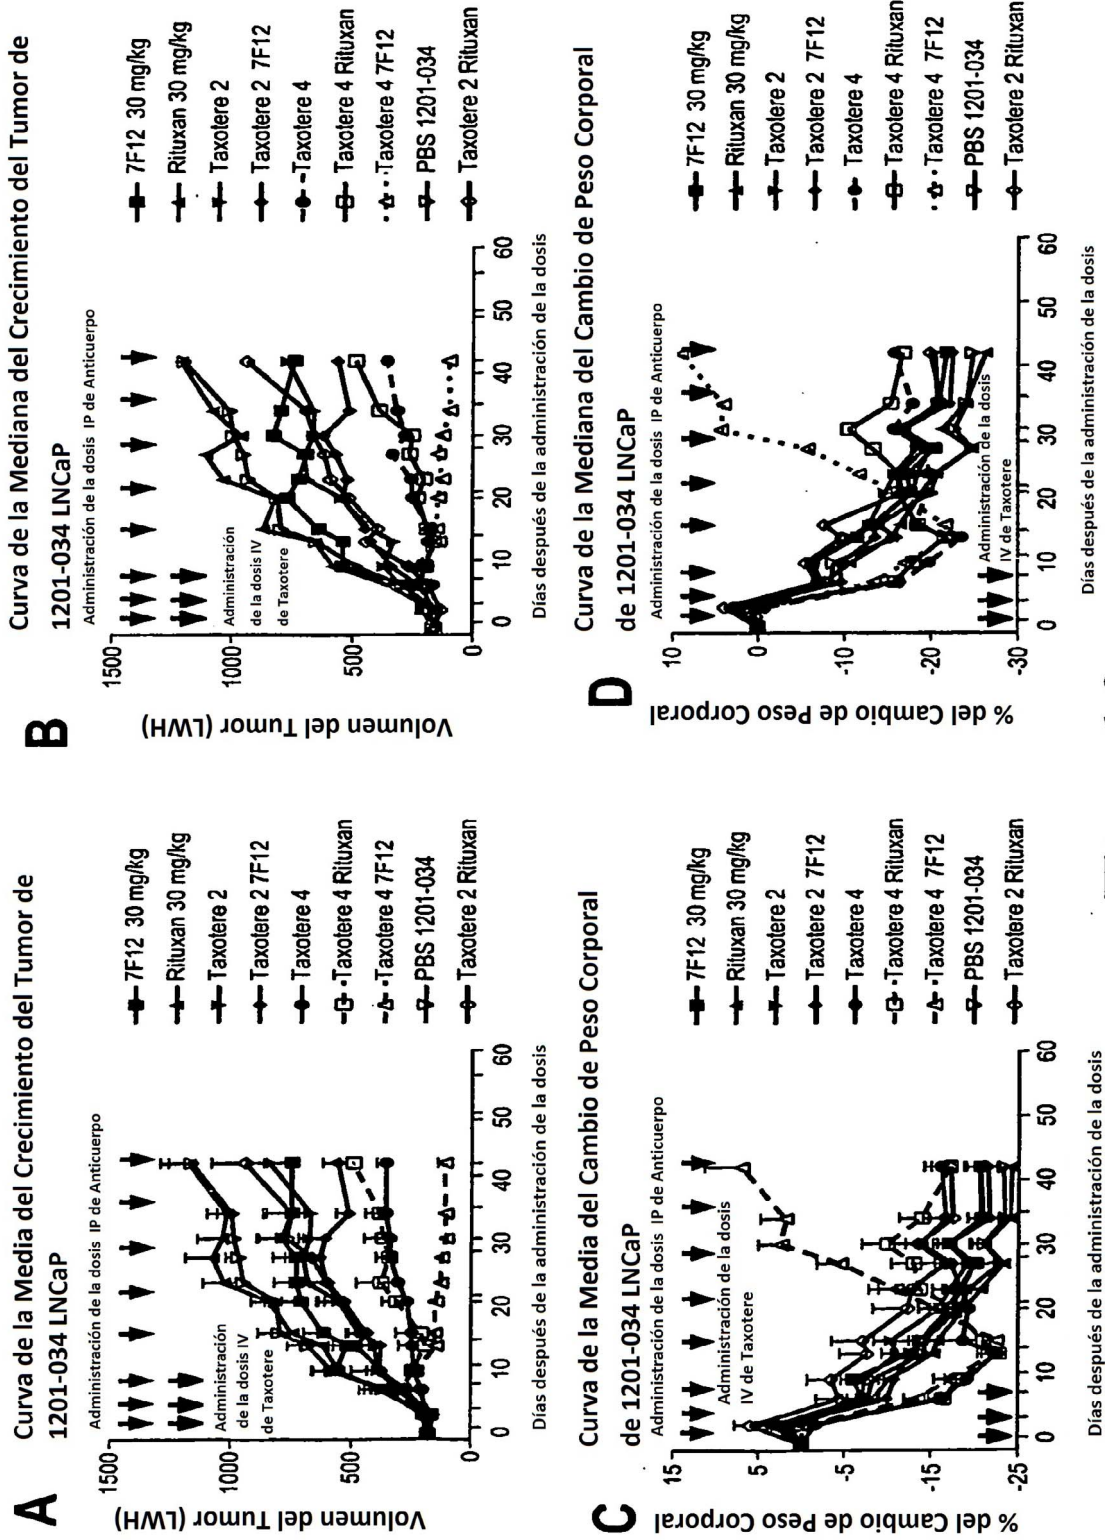 A
Curva de la Media del Crecimiento del Tumor de
1201-034 LNCaP
Administración de la dosis IP de Anticuerpo
Administración
de la dosis IV
de Taxotere
Volumen del Tumor (LWH)
1500
1000
500
0
0 10 20 30 40 50 60
Días después de la administración de la dosis
7F12 30 mg/kg
Rituxan 30 mg/kg
Taxotere 2
Taxotere 2 7F12
Taxotere 4
Taxotere 4 Rituxan
Taxotere 4 7F12
PBS 1201-034
Taxotere 2 Rituxan
B
Curva de la Mediana del Crecimiento del Tumor de
1201-034 LNCaP
Administración de la dosis IP de Anticuerpo
Administración
de la dosis IV
de Taxotere
Volumen del Tumor (LWH)
1500
1000
500
0
0 10 20 30 40 50 60
Días después de la administración de la dosis
7F12 30 mg/kg
Rituxan 30 mg/kg
Taxotere 2
Taxotere 2 7F12
Taxotere 4
Taxotere 4 Rituxan
Taxotere 4 7F12
PBS 1201-034
Taxotere 2 Rituxan
C
Curva de la Media del Cambio de Peso Corporal
de 1201-034 LNCaP
Administración de la dosis IP de Anticuerpo
Administración de la dosis
IV de Taxotere
% del Cambio de Peso Corporal
15
5
-5
-15
-25
0 10 20 30 40 50 60
Días después de la administración de la dosis
7F12 30 mg/kg
Rituxan 30 mg/kg
Taxotere 2
Taxotere 2 7F12
Taxotere 4
Taxotere 4 Rituxan
Taxotere 4 7F12
PBS 1201-034
Taxotere 2 Rituxan
D
Curva de la Mediana del Cambio de Peso Corporal
de 1201-034 LNCaP
Administración de la dosis IP de Anticuerpo
Administración de la dosis
IV de Taxotere
% del Cambio de Peso Corporal
10
0
-10
-20
-30
0 10 20 30 40 50 60
Días después de la administración de la dosis
7F12 30 mg/kg
Rituxan 30 mg/kg
Taxotere 2
Taxotere 2 7F12
Taxotere 4
Taxotere 4 Rituxan
Taxotere 4 7F12
PBS 1201-034
Taxotere 2 Rituxan